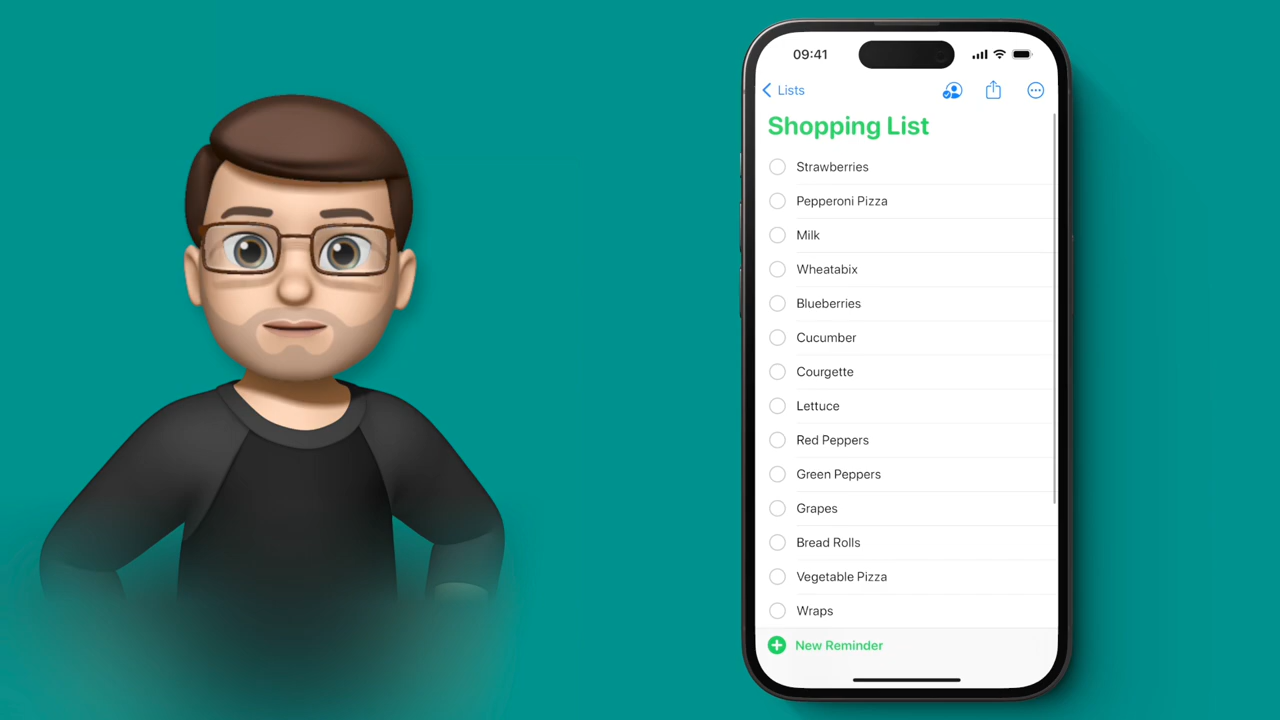 09:41
Lists
Shopping List
Strawberries
Pepperoni Pizza
Milk
Wheatabix
Blueberries
Cucumber
Courgette
Lettuce
Red Peppers
Green Peppers
Grapes
Bread Rolls
Vegetable Pizza
Wraps
New Reminder